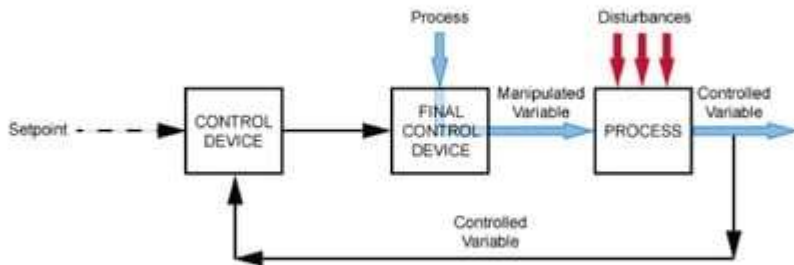 Process
Disturbances
Setpoint
CONTROL
DEVICE
FINAL
CONTROL
DEVICE
Manipulated
Variable
PROCESS
Controlled
Variable
Controlled
Variable